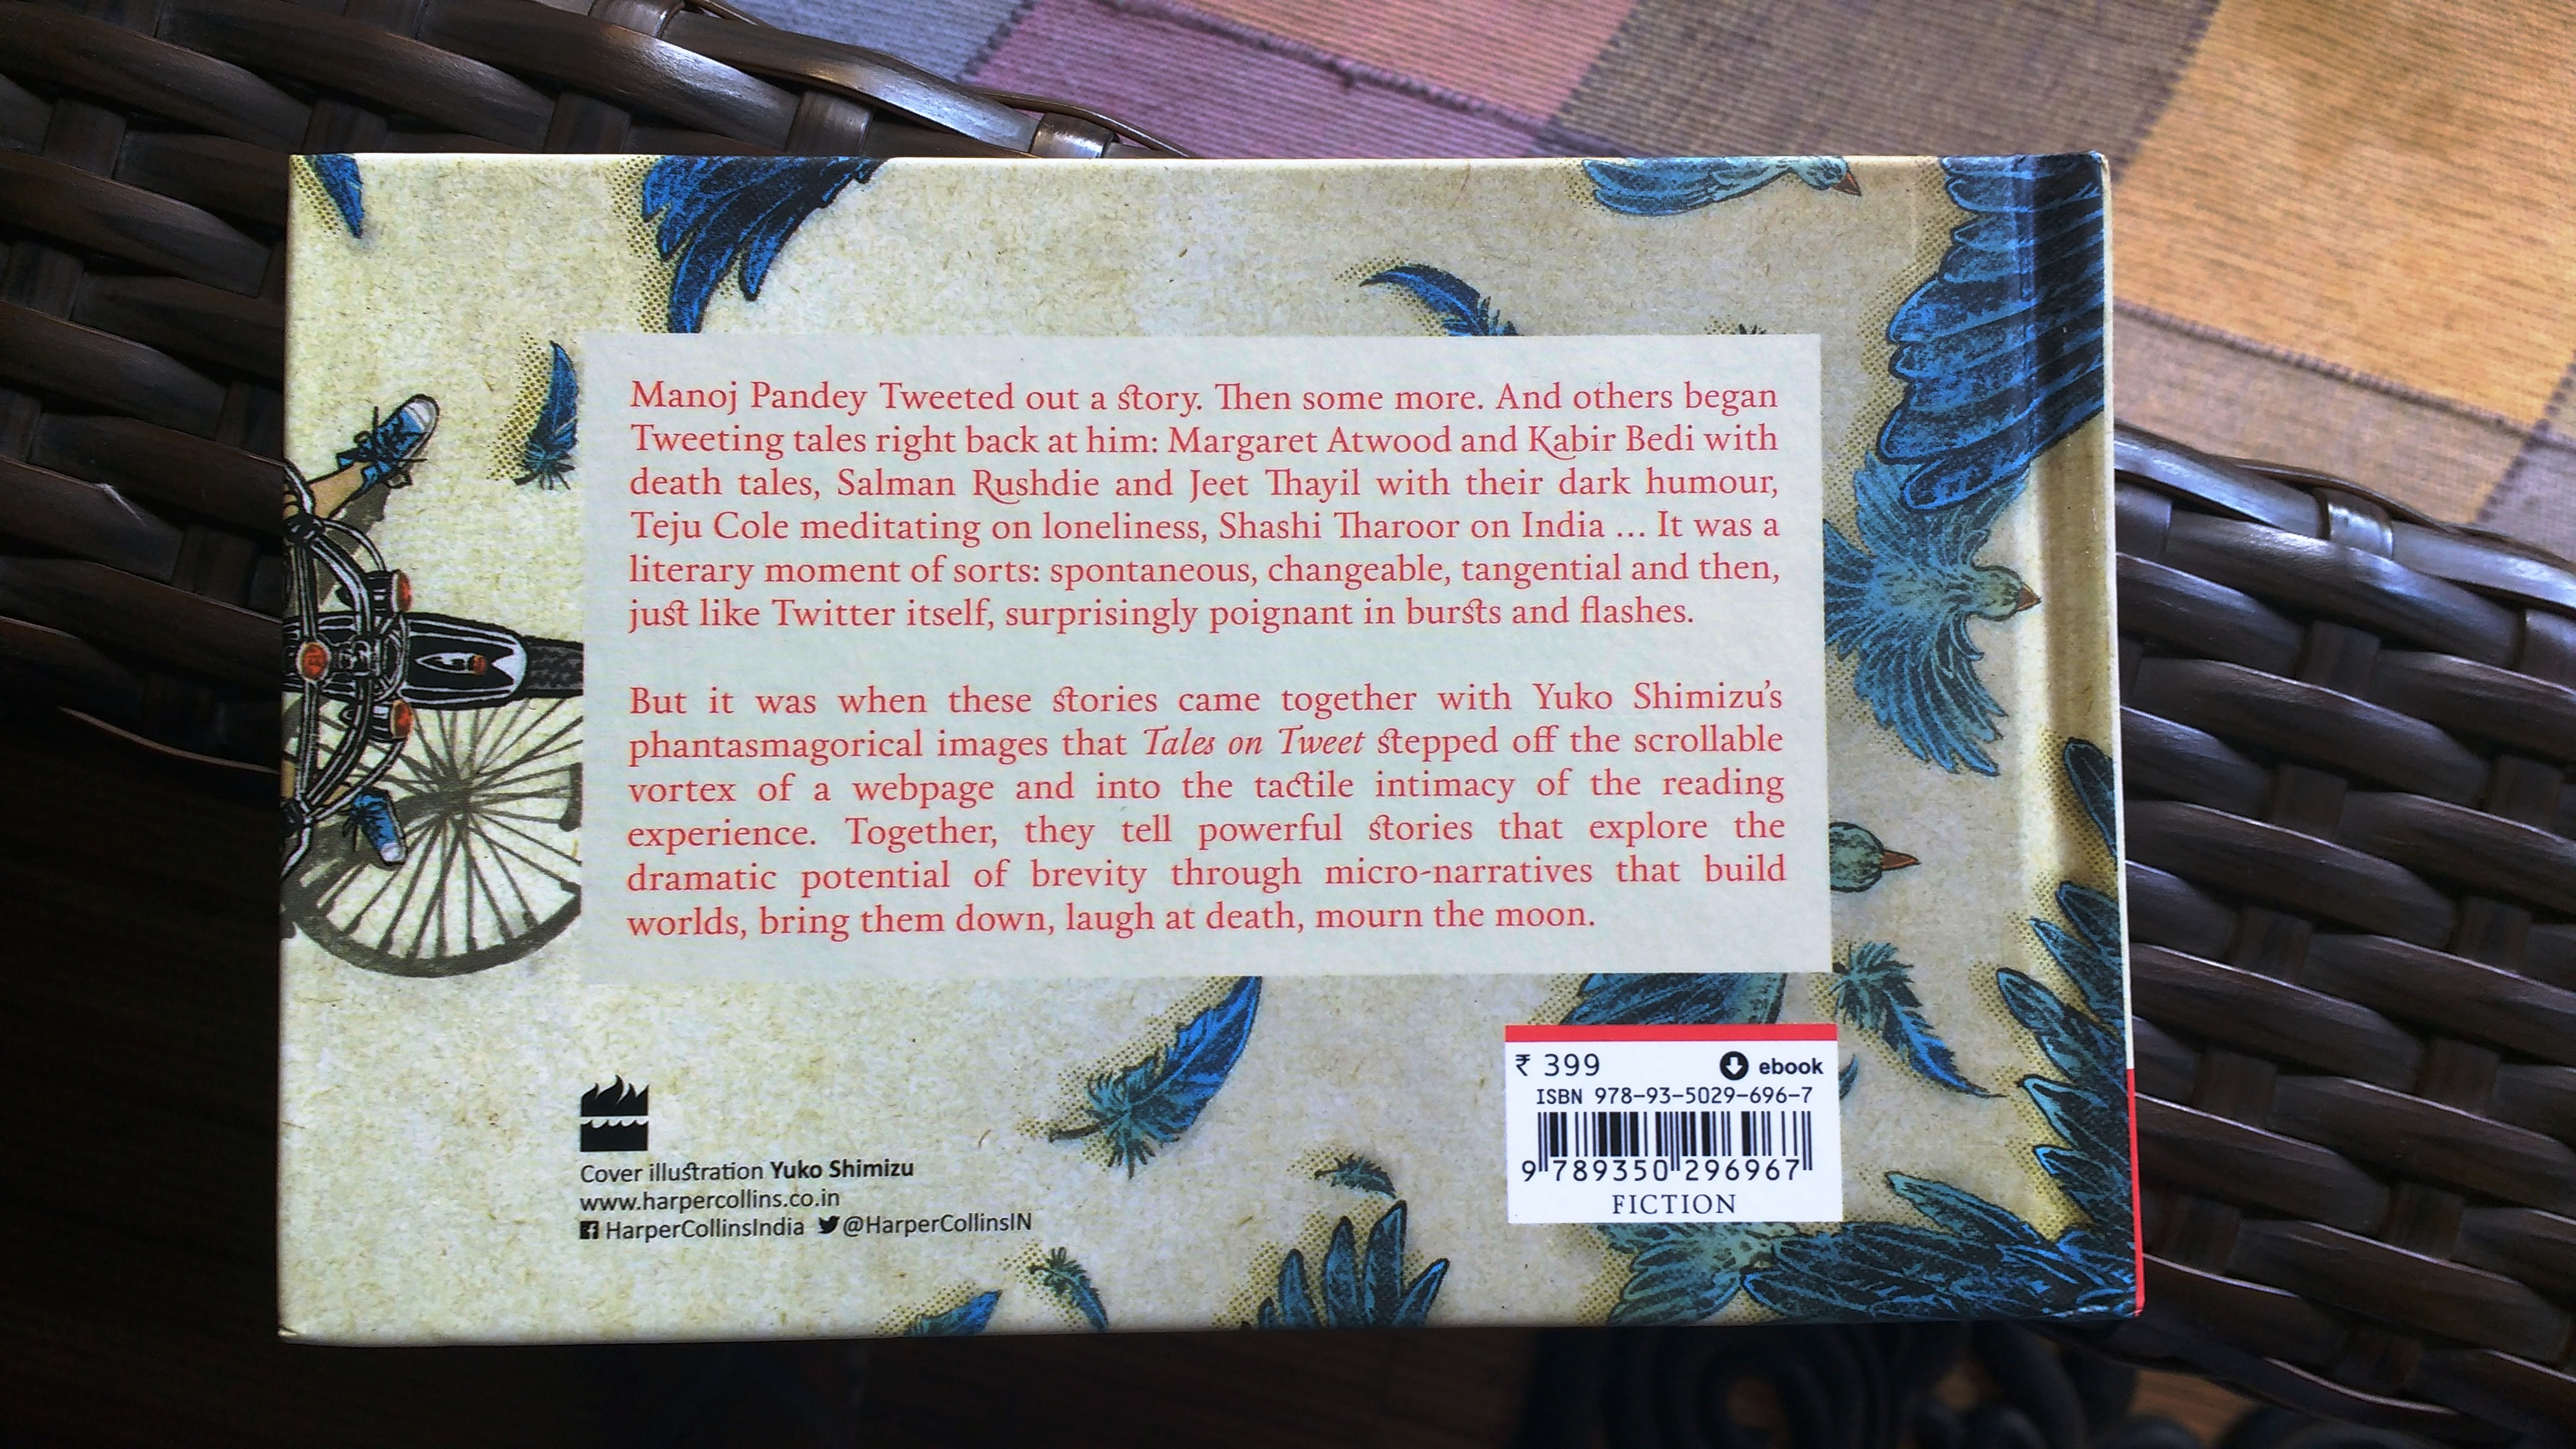 Manoj Pandey Tweeted out a story. Then some more. And others began
Tweeting tales right back at him: Margaret Atwood and Kabir Bedi with
death tales, Salman Rushdie and Jeet Thayil with their dark humour,
Teju Cole meditating on loneliness, Shashi Tharoor on India ... It was a
literary moment of sorts: spontaneous, changeable, tangential and then,
just like Twitter itself, surprisingly poignant in bursts and flashes.
But it was when these stories came together with Yuko Shimizu's
phantasmagorical images that Tales on Tweet stepped off the scrollable
vortex of a webpage and into the tactile intimacy of the reading
experience. Together, they tell powerful stories that explore the
dramatic potential of brevity through micro-narratives that build
worlds, bring them down, laugh at death, mourn the moon.
Cover illustration Yuko Shimizu
www.harpercollins.co.in
HarperCollinsIndia @HarperCollinsIN
₹ 399 ebook
ISBN 978-93-5029-696-7
9 789350 296967
FICTION